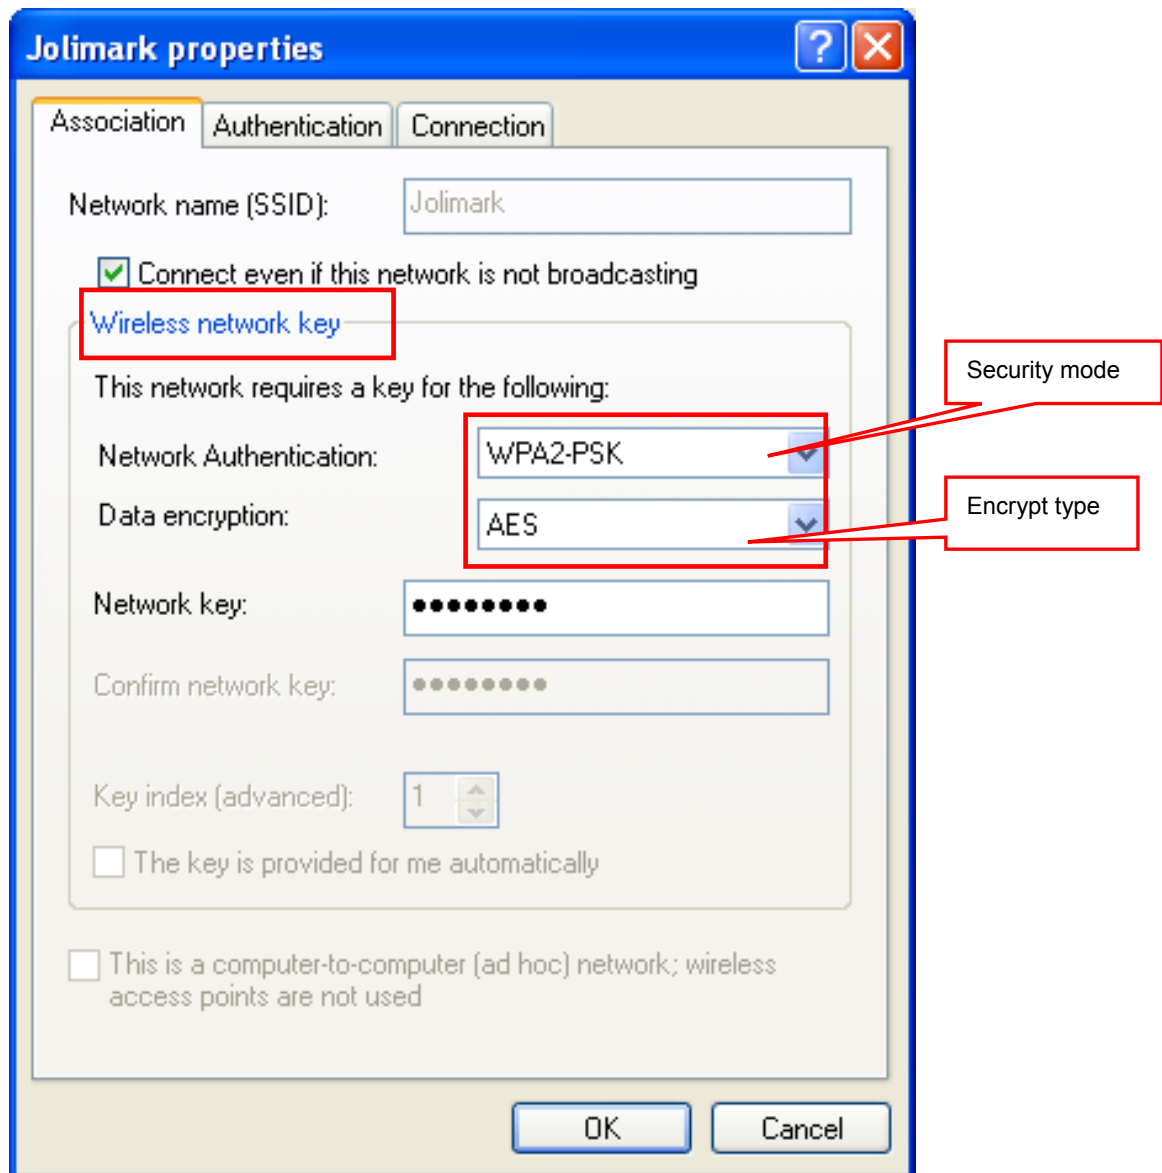 Jolimark properties
Association Authentication Connection
Network name (SSID): Jolimark
Connect even if this network is not broadcasting
Wireless network key
This network requires a key for the following:
Security mode
Network Authentication: WPA2-PSK
Data encryption: AES
Encrypt type
Network key: ••••••••
Confirm network key: ••••••••
Key index (advanced): 1
The key is provided for me automatically
This is a computer-to-computer (ad hoc) network; wireless
access points are not used
OK Cancel